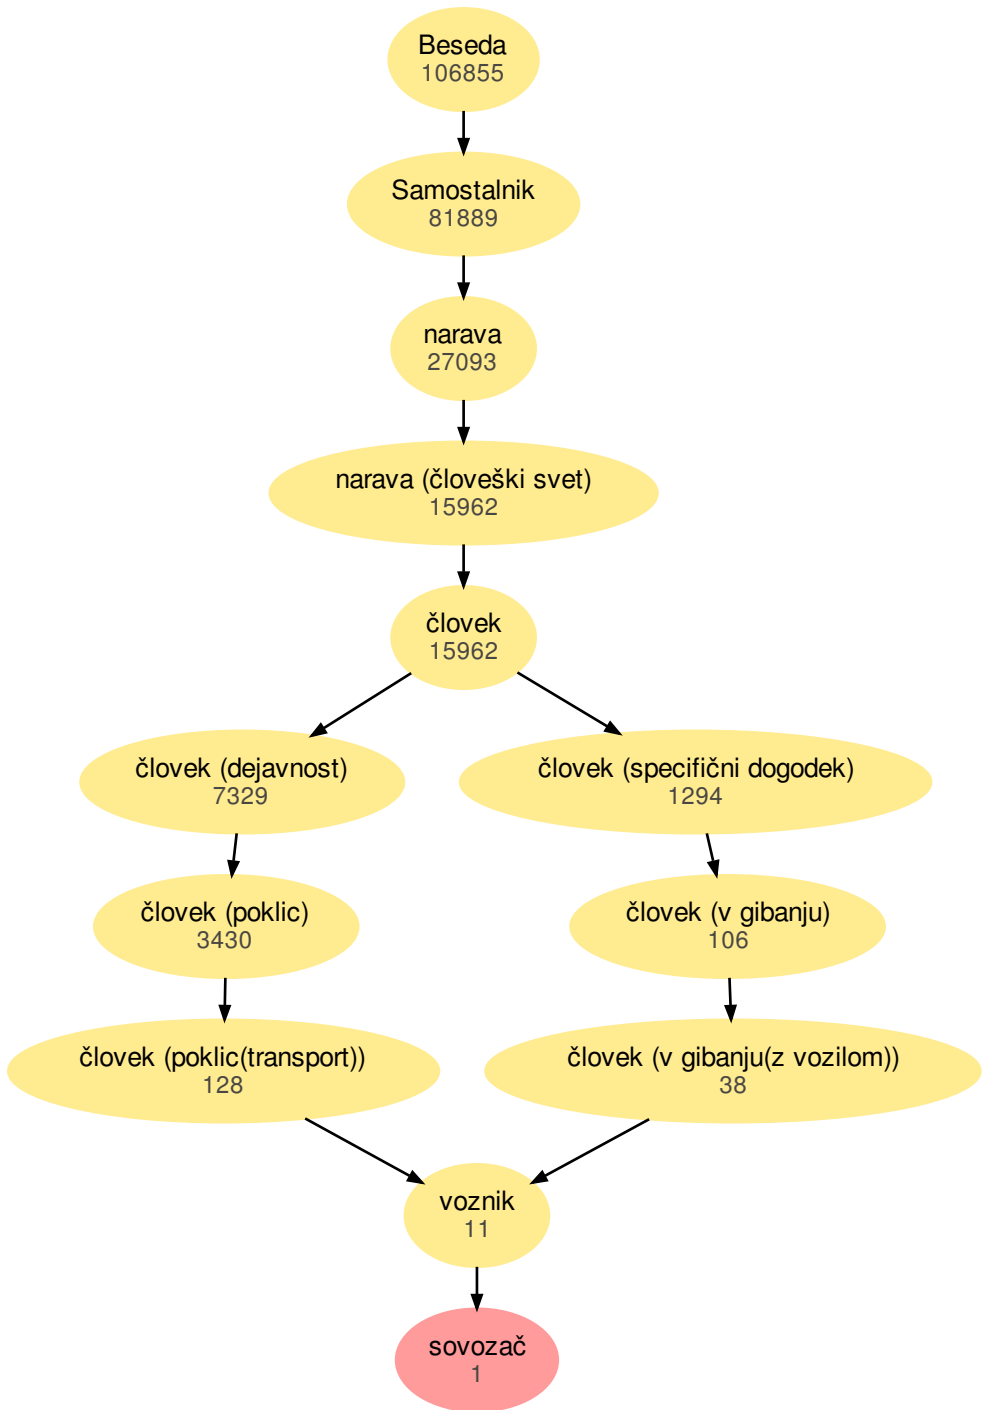 Beseda
106855
Samostalnik
81889
narava
27093
narava (človeški svet)
15962
človek
15962
človek (dejavnost)
7329
človek (specifični dogodek)
1294
človek (poklic)
3430
človek (v gibanju)
106
človek (poklic(transport))
128
človek (v gibanju(z vozilom))
38
voznik
11
sovozač
1